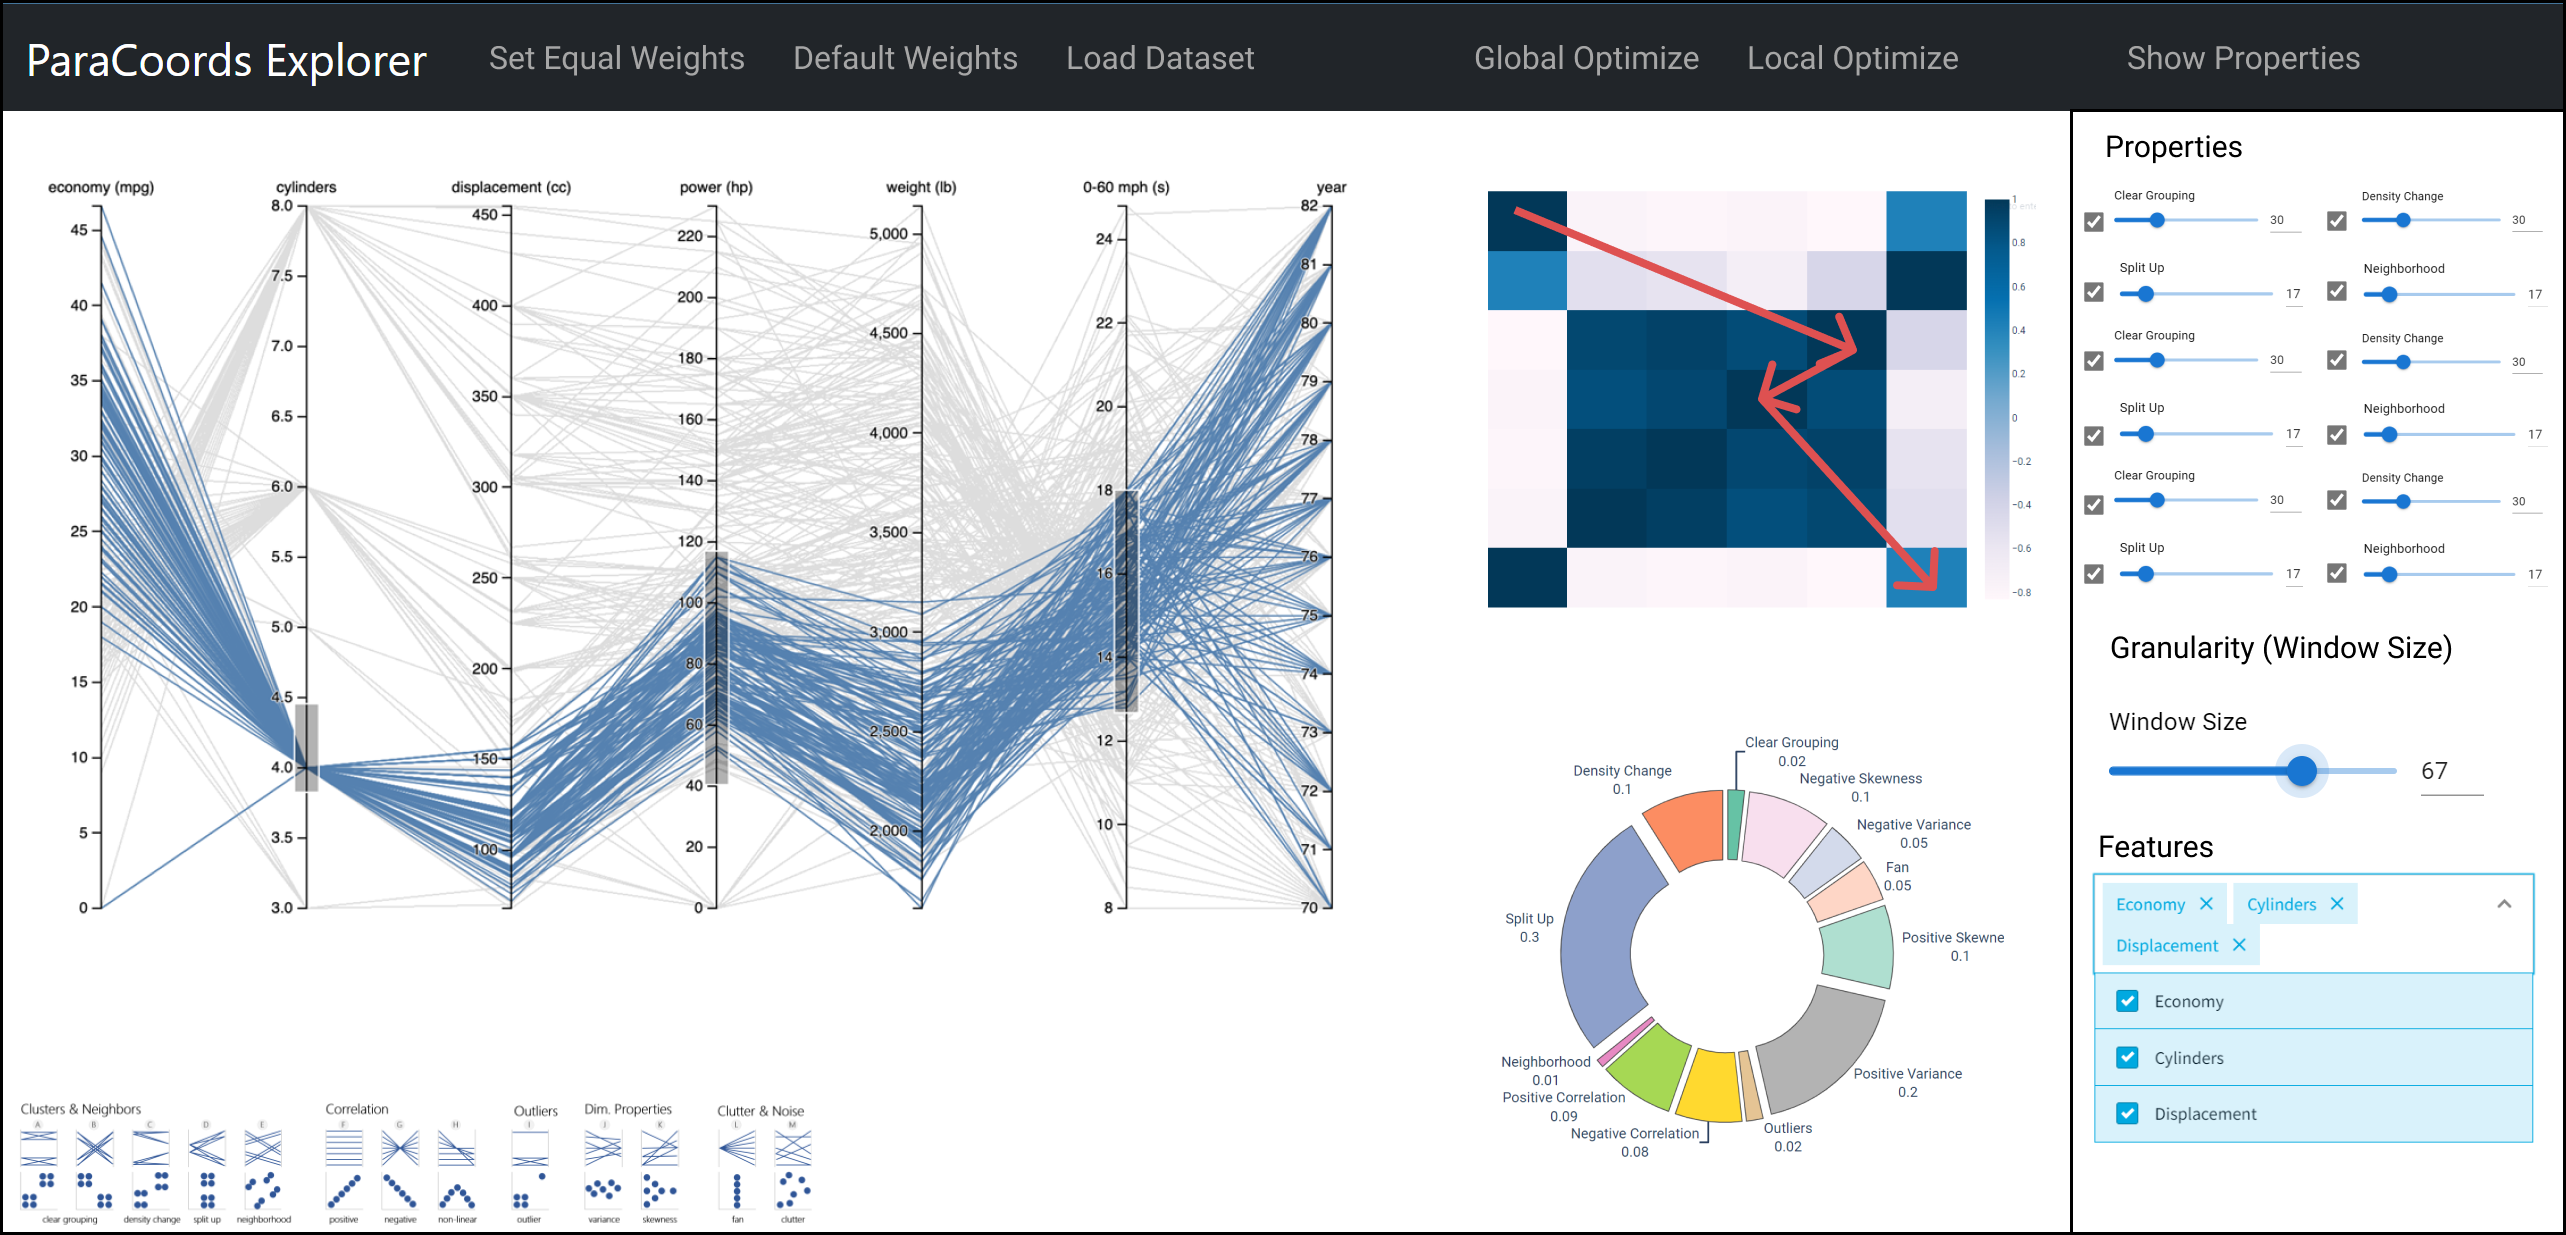 ParaCoords Explorer Set Equal Weights Default Weights Load Dataset Global Optimize Local Optimize Show Properties
economy (mpg) cylinders displacement (cc) power (hp) weight (lb) 0-60 mph (s) year
45
40
35
30
25
20
15
10
5
0
8.0
7.5
7.0
6.5
6.0
5.5
5.0
4.5
4.0
3.5
3.0
450
400
350
300
250
200
150
100
220
200
180
160
140
120
100
80
60
40
20
0
5,000
4,500
4,000
3,500
3,000
2,500
2,000
24
22
20
18
16
14
12
10
8
82
81
80
79
78
77
76
75
74
73
72
71
70
1
0.8
0.6
0.4
0.2
0
−0.2
−0.4
−0.6
−0.8
Clear Grouping
0.02
Negative Skewness
0.1
Negative Variance
0.05
Fan
0.05
Positive Skewne
0.1
Positive Variance
0.2
Outliers
0.02
Negative Correlation
0.08
Positive Correlation
0.09
Neighborhood
0.01
Split Up
0.3
Density Change
0.1
Clusters & Neighbors Correlation Outliers Dim. Properties Clutter & Noise
A B C D E F G H I J K L M
clear grouping density change split up neighborhood positive negative non-linear outlier variance skewness fan clutter
Properties
Clear Grouping 30 Density Change 30
Split Up 17 Neighborhood 17
Clear Grouping 30 Density Change 30
Split Up 17 Neighborhood 17
Clear Grouping 30 Density Change 30
Split Up 17 Neighborhood 17
Granularity (Window Size)
Window Size
67
Features
Economy Cylinders
Displacement
Economy
Cylinders
Displacement